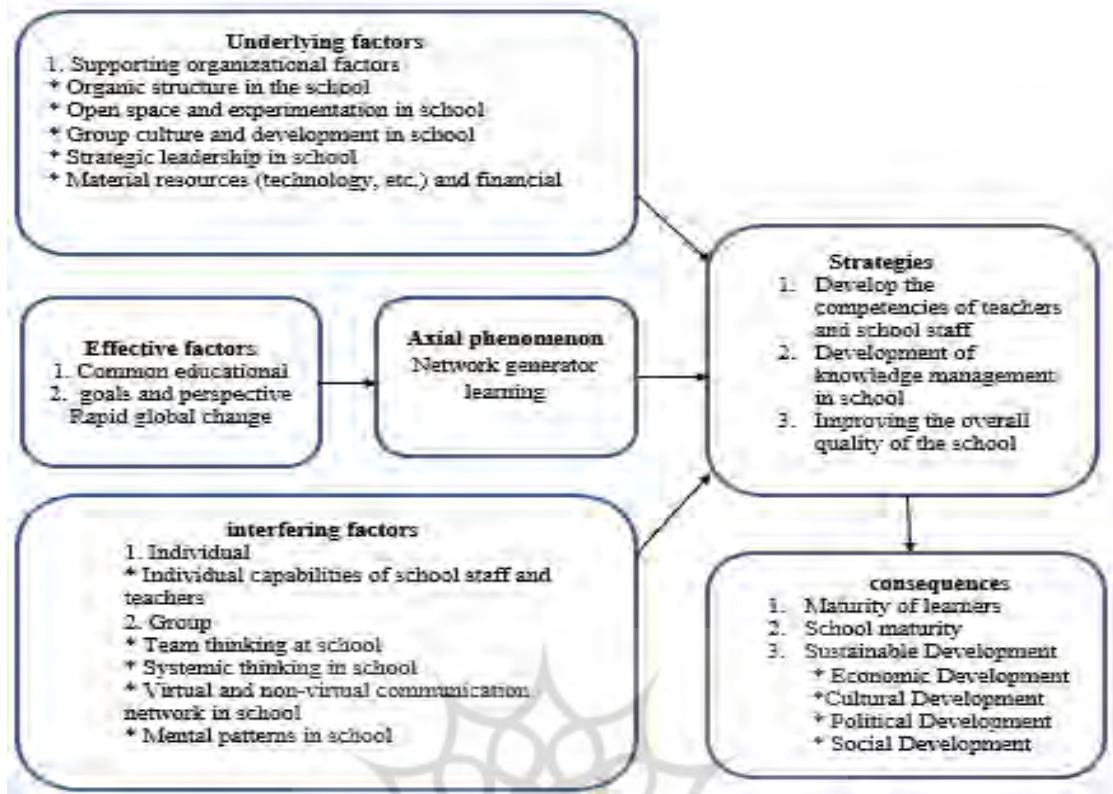 Underlying factors
1. Supporting organizational factors
* Organic structure in the school
* Open space and experimentation in school
* Group culture and development in school
* Strategic leadership in school
* Material resources (technology, etc.) and financial
Effective factors
1. Common educational
2. goals and perspective
Rapid global change
Axial phenomenon
Network generator
learning
Strategies
1. Develop the
competencies of teachers
and school staff
2. Development of
knowledge management
in school
3. Improving the overall
quality of the school
interfering factors
1. Individual
* Individual capabilities of school staff and
teachers
2. Group
* Team thinking at school
* Systemic thinking in school
* Virtual and non-virtual communication
network in school
* Mental patterns in school
consequences
1. Maturity of learners
2. School maturity
3. Sustainable Development
* Economic Development
*Cultural Development
* Political Development
* Social Development